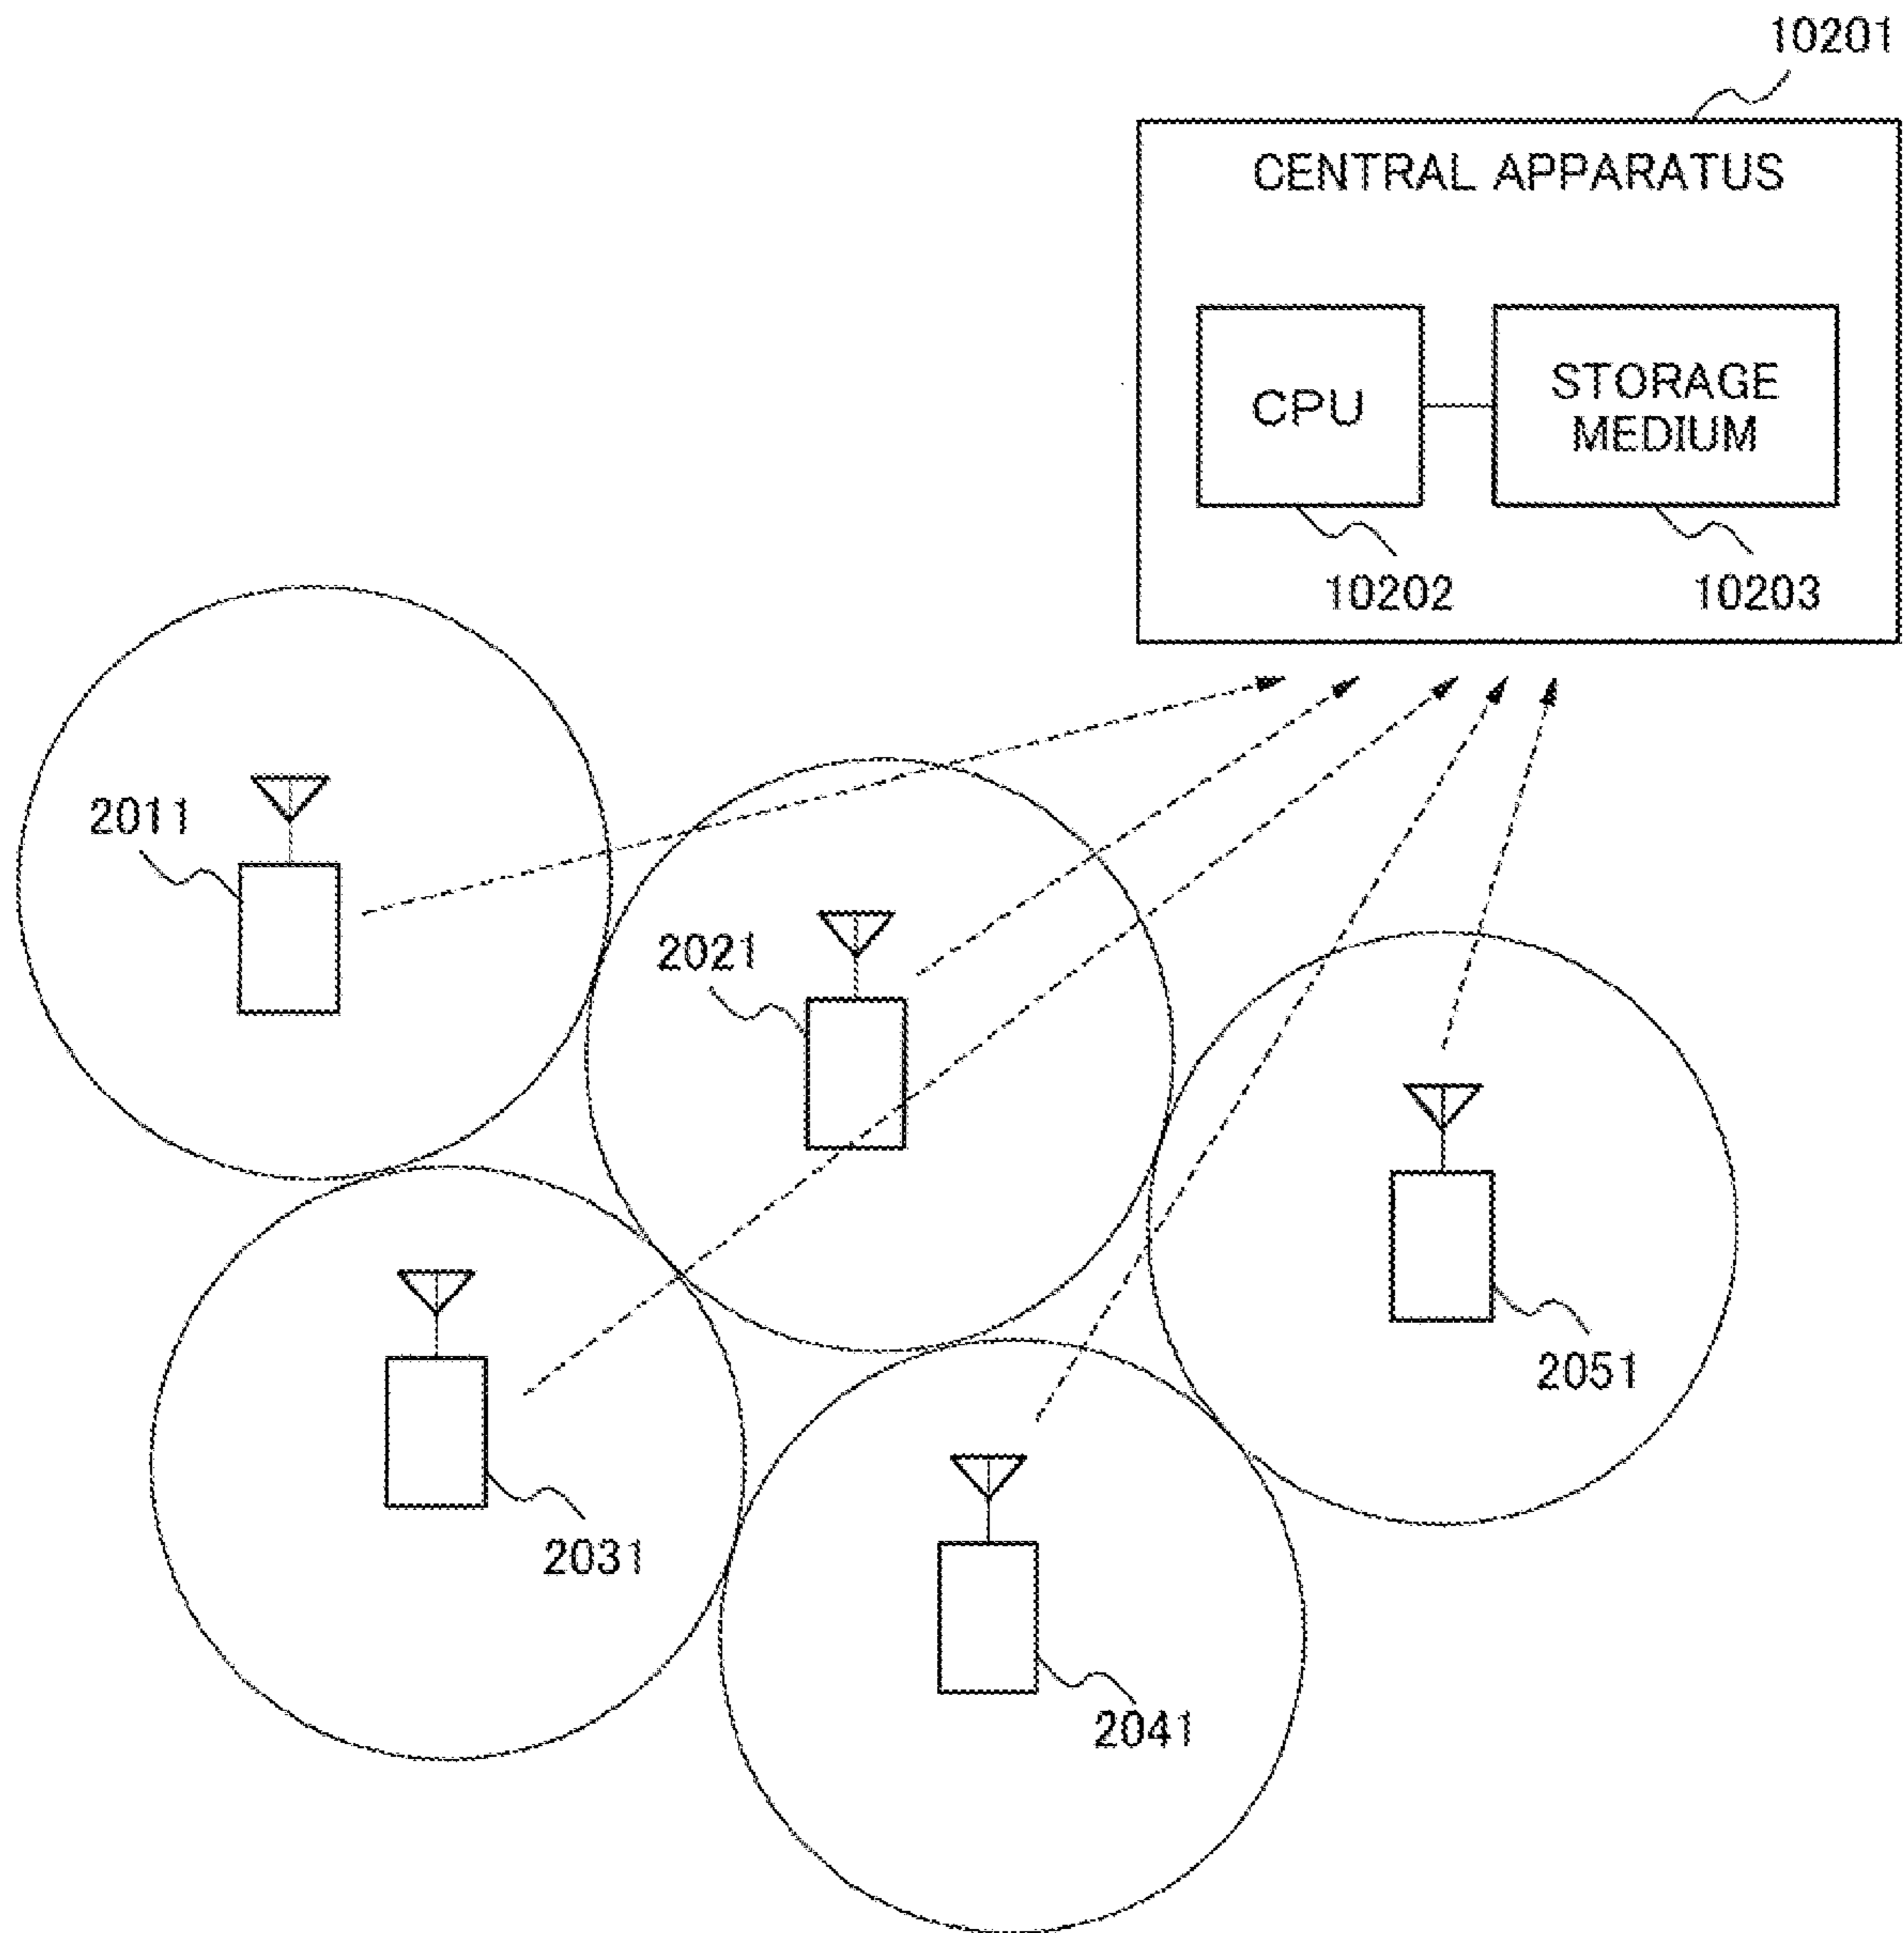 10201
CENTRAL APPARATUS
CPU
STORAGE
MEDIUM
10202
10203
2011
2021
2051
2031
2041